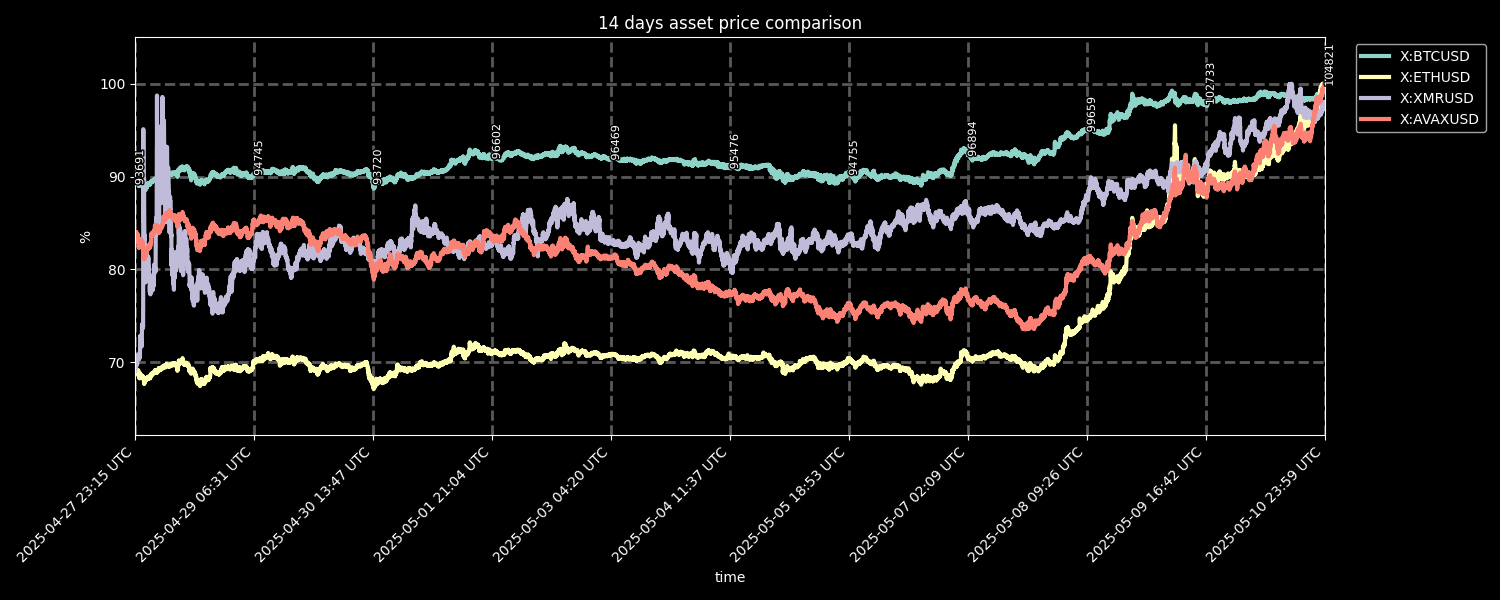 14 days asset price comparison
X:BTCUSD
X:ETHUSD
X:XMRUSD
X:AVAXUSD
100
90
80
70
%
93691
94745
93720
96602
96469
95476
94755
96894
99659
102733
104821
2025-04-27 23:15 UTC
2025-04-29 06:31 UTC
2025-04-30 13:47 UTC
2025-05-01 21:04 UTC
2025-05-03 04:20 UTC
2025-05-04 11:37 UTC
2025-05-05 18:53 UTC
2025-05-07 02:09 UTC
2025-05-08 09:26 UTC
2025-05-09 16:42 UTC
2025-05-10 23:59 UTC
time